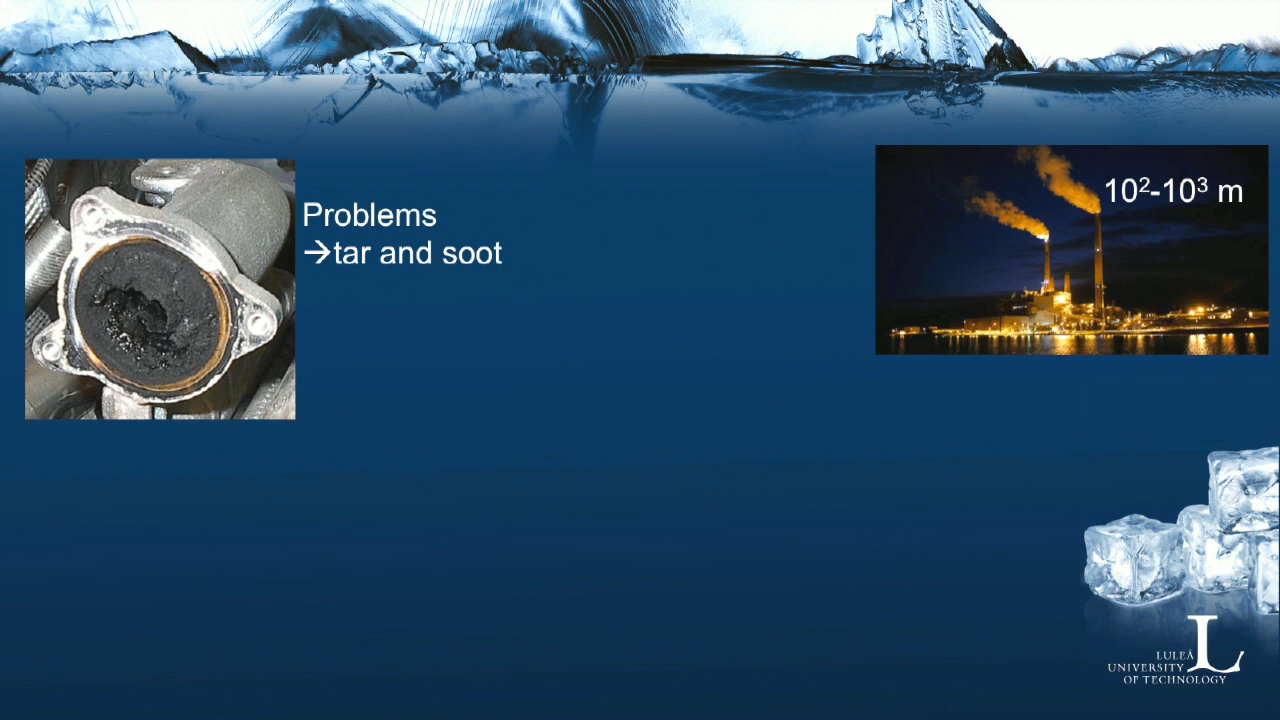 Problems
→tar and soot
10²-10³ m
LULEÅ
UNIVERSITY
OF TECHNOLOGY
L